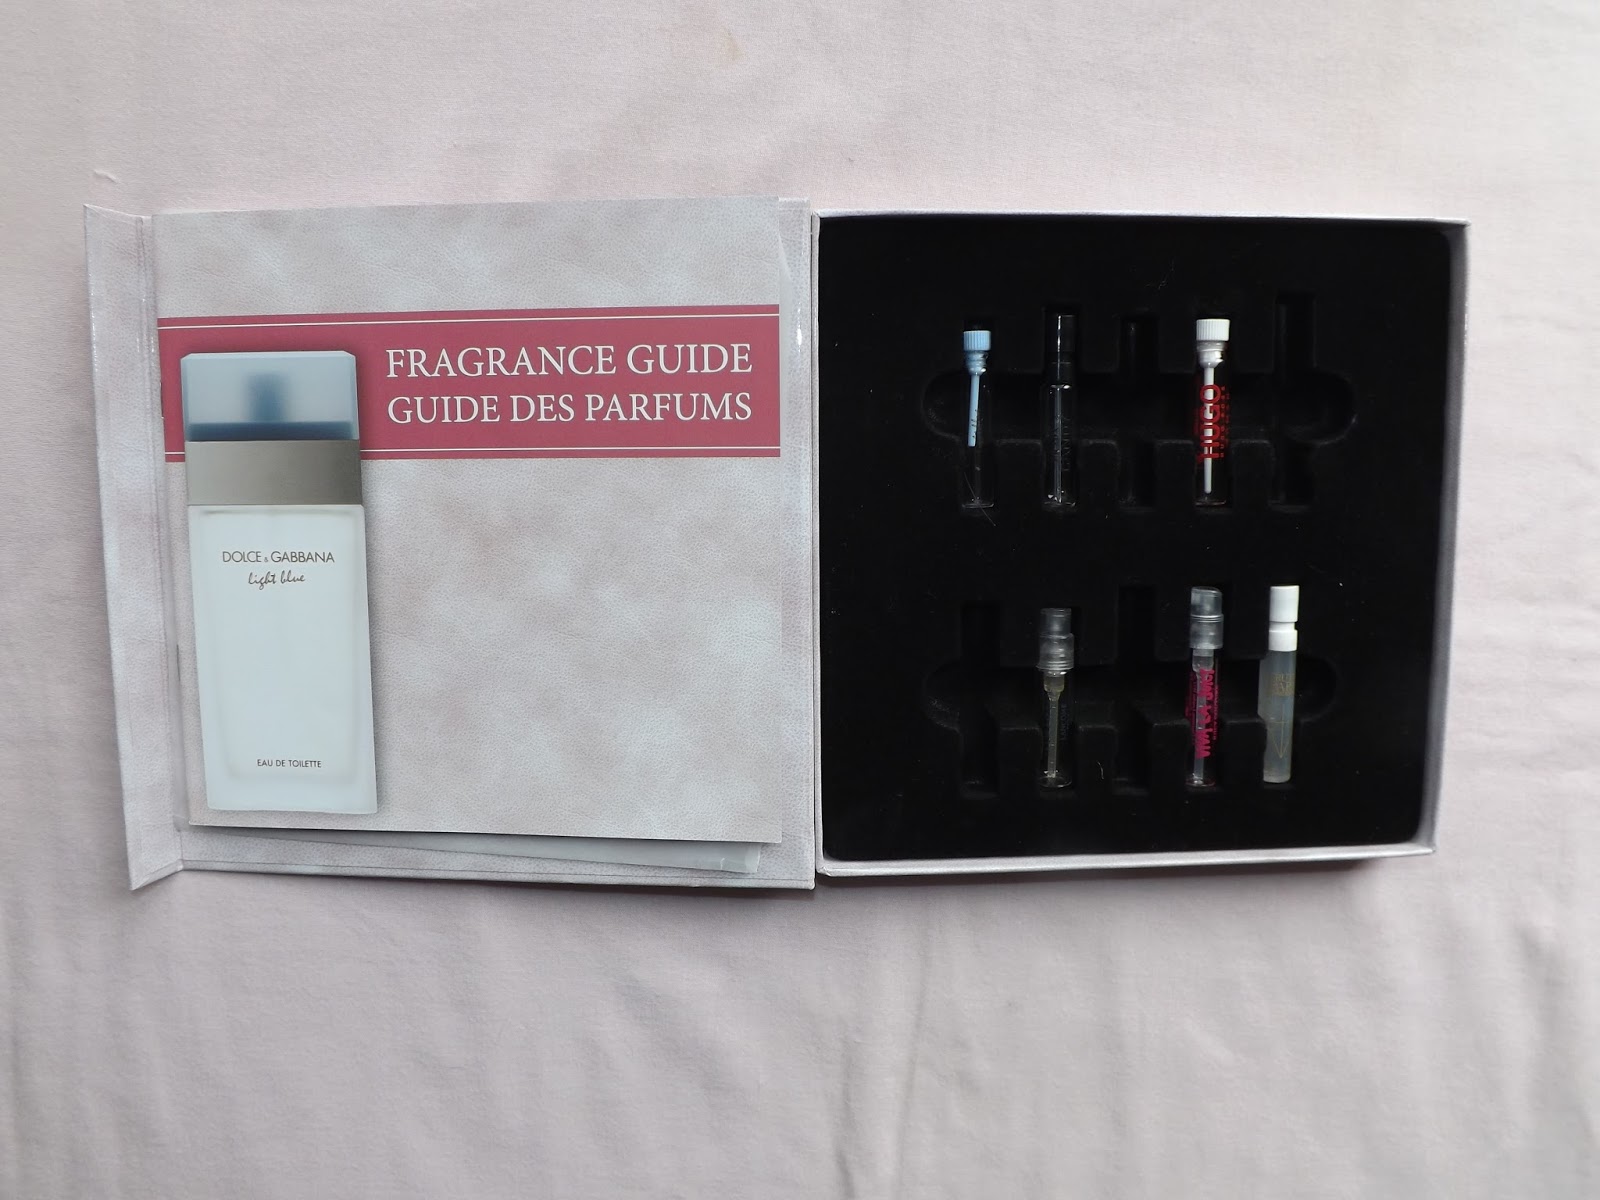 FRAGRANCE GUIDE
GUIDE DES PARFUMS
DOLCE & GABBANA
light blue
EAU DE TOILETTE
HUGO